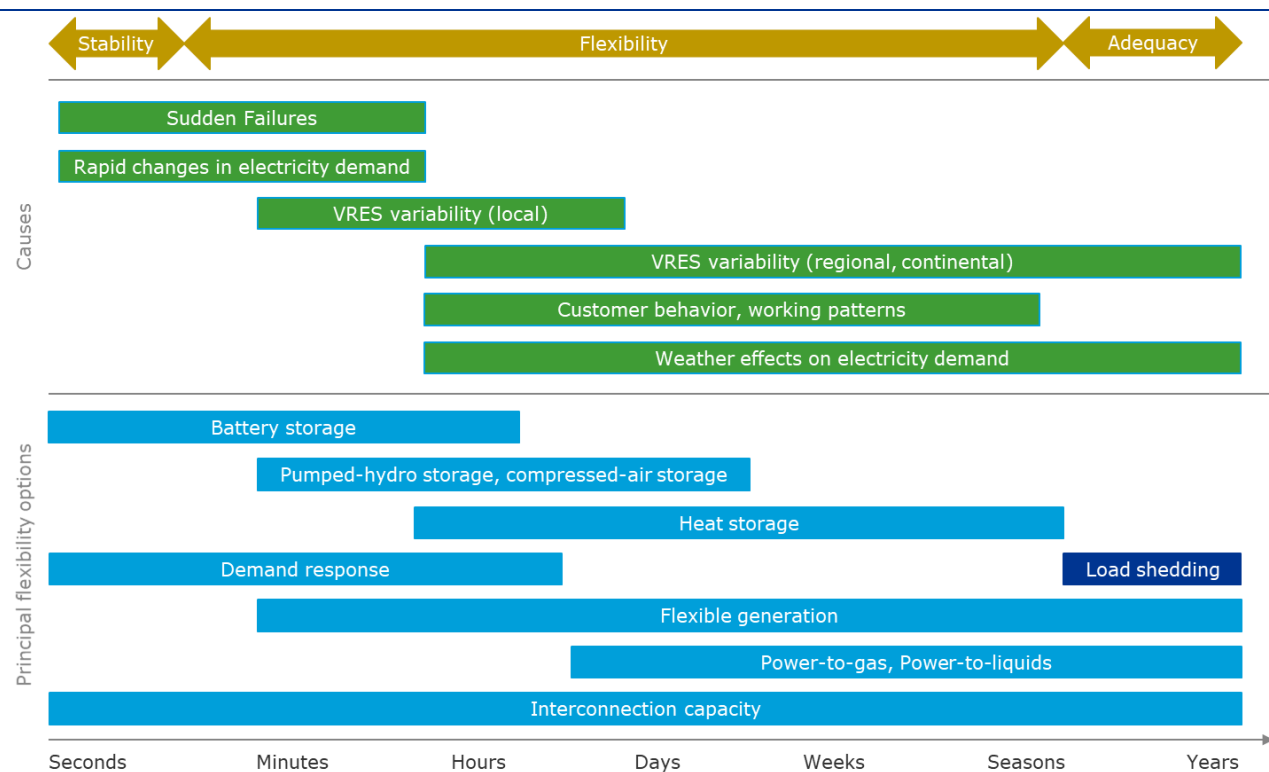 Stability
Flexibility
Adequacy
Causes
Sudden Failures
Rapid changes in electricity demand
VRES variability (local)
VRES variability (regional, continental)
Customer behavior, working patterns
Weather effects on electricity demand
Principal flexibility options
Battery storage
Pumped-hydro storage, compressed-air storage
Heat storage
Demand response
Load shedding
Flexible generation
Power-to-gas, Power-to-liquids
Interconnection capacity
Seconds
Minutes
Hours
Days
Weeks
Seasons
Years